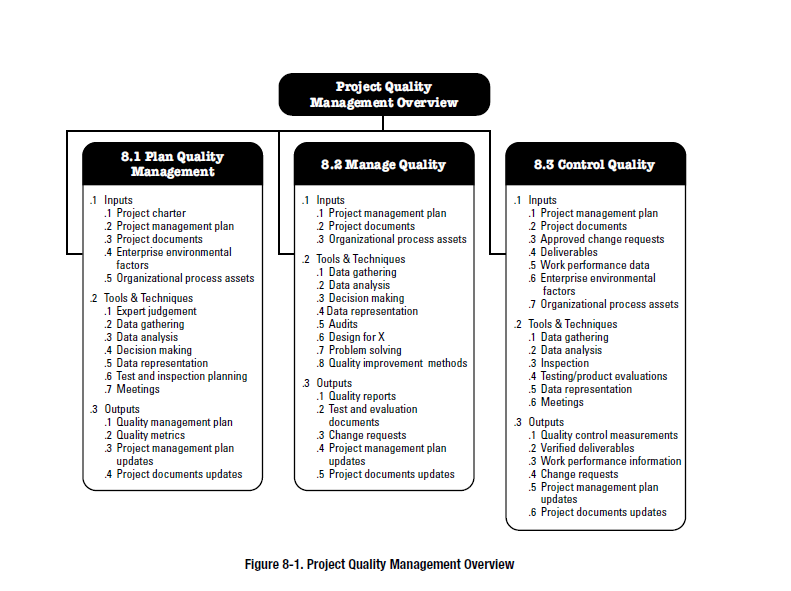 Project Quality
Management Overview
8.1 Plan Quality
Management
.1 Inputs
.1 Project charter
.2 Project management plan
.3 Project documents
.4 Enterprise environmental
factors
.5 Organizational process assets
.2 Tools & Techniques
.1 Expert judgement
.2 Data gathering
.3 Data analysis
.4 Decision making
.5 Data representation
.6 Test and inspection planning
.7 Meetings
.3 Outputs
.1 Quality management plan
.2 Quality metrics
.3 Project management plan
updates
.4 Project documents updates
8.2 Manage Quality
.1 Inputs
.1 Project management plan
.2 Project documents
.3 Organizational process assets
.2 Tools & Techniques
.1 Data gathering
.2 Data analysis
.3 Decision making
.4 Data representation
.5 Audits
.6 Design for X
.7 Problem solving
.8 Quality improvement methods
.3 Outputs
.1 Quality reports
.2 Test and evaluation
documents
.3 Change requests
.4 Project management plan
updates
.5 Project documents updates
8.3 Control Quality
.1 Inputs
.1 Project management plan
.2 Project documents
.3 Approved change requests
.4 Deliverables
.5 Work performance data
.6 Enterprise environmental
factors
.7 Organizational process assets
.2 Tools & Techniques
.1 Data gathering
.2 Data analysis
.3 Inspection
.4 Testing/product evaluations
.5 Data representation
.6 Meetings
.3 Outputs
.1 Quality control measurements
.2 Verified deliverables
.3 Work performance information
.4 Change requests
.5 Project management plan
updates
.6 Project documents updates
Figure 8-1. Project Quality Management Overview